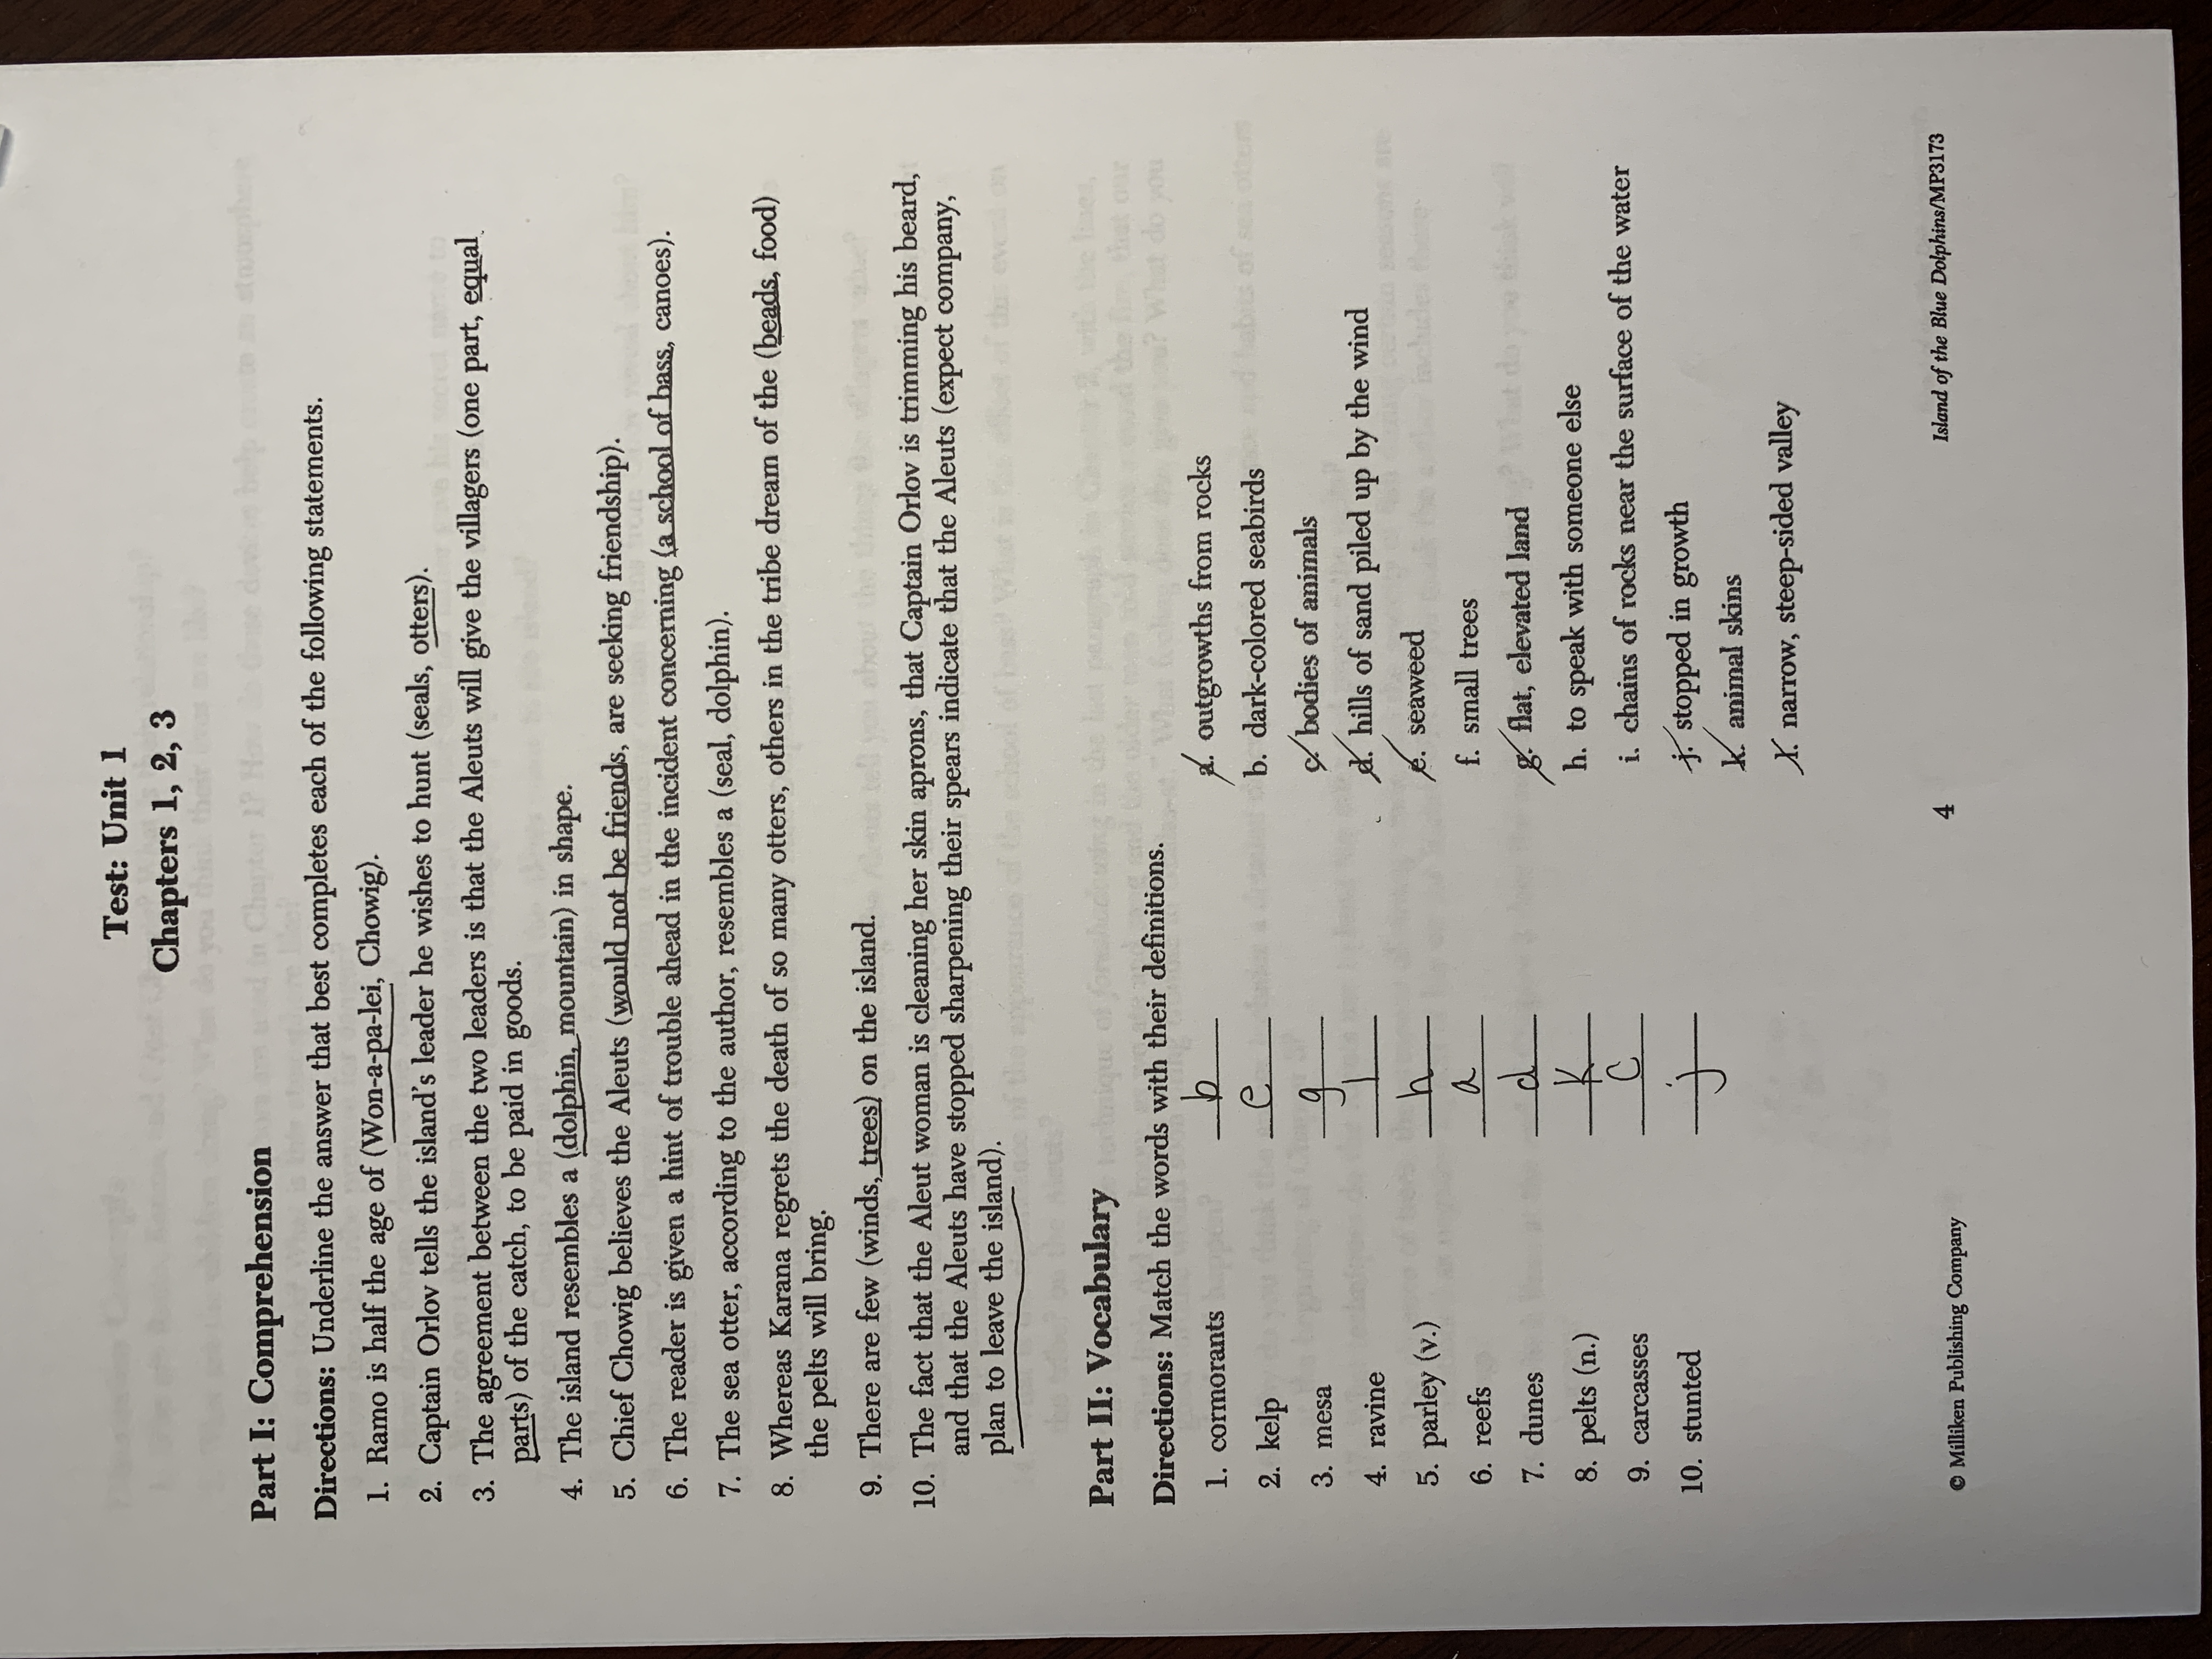 Test: Unit 1
Chapters 1, 2, 3
Part I: Comprehension
Directions: Underline the answer that best completes each of the following statements.
1. Ramo is half the age of (Won-a-pa-lei, Chowig).
2. Captain Orlov tells the island's leader he wishes to hunt (seals, otters).
3. The agreement between the two leaders is that the Aleuts will give the villagers (one part, equal
parts) of the catch, to be paid in goods.
4. The island resembles a (dolphin, mountain) in shape.
5. Chief Chowig believes the Aleuts (would not be friends, are seeking friendship).
6. The reader is given a hint of trouble ahead in the incident concerning (a school of bass, canoes).
7. The sea otter, according to the author, resembles a (seal, dolphin).
8. Whereas Karana regrets the death of so many otters, others in the tribe dream of the (beads, food)
the pelts will bring.
9. There are few (winds, trees) on the island.
10. The fact that the Aleut woman is cleaning her skin aprons, that Captain Orlov is trimming his beard,
and that the Aleuts have stopped sharpening their spears indicate that the Aleuts (expect company,
plan to leave the island).
Part II: Vocabulary
Directions: Match the words with their definitions.
1. cormorants b a. outgrowths from rocks
2. kelp e b. dark-colored seabirds
3. mesa g c. bodies of animals
4. ravine l d. hills of sand piled up by the wind
5. parley (v.) h e. seaweed
6. reefs a f. small trees
7. dunes d g. flat, elevated land
8. pelts (n.) k h. to speak with someone else
9. carcasses c i. chains of rocks near the surface of the water
10. stunted j j. stopped in growth
k. animal skins
l. narrow, steep-sided valley
© Milliken Publishing Company 4 Island of the Blue Dolphins/MP3173